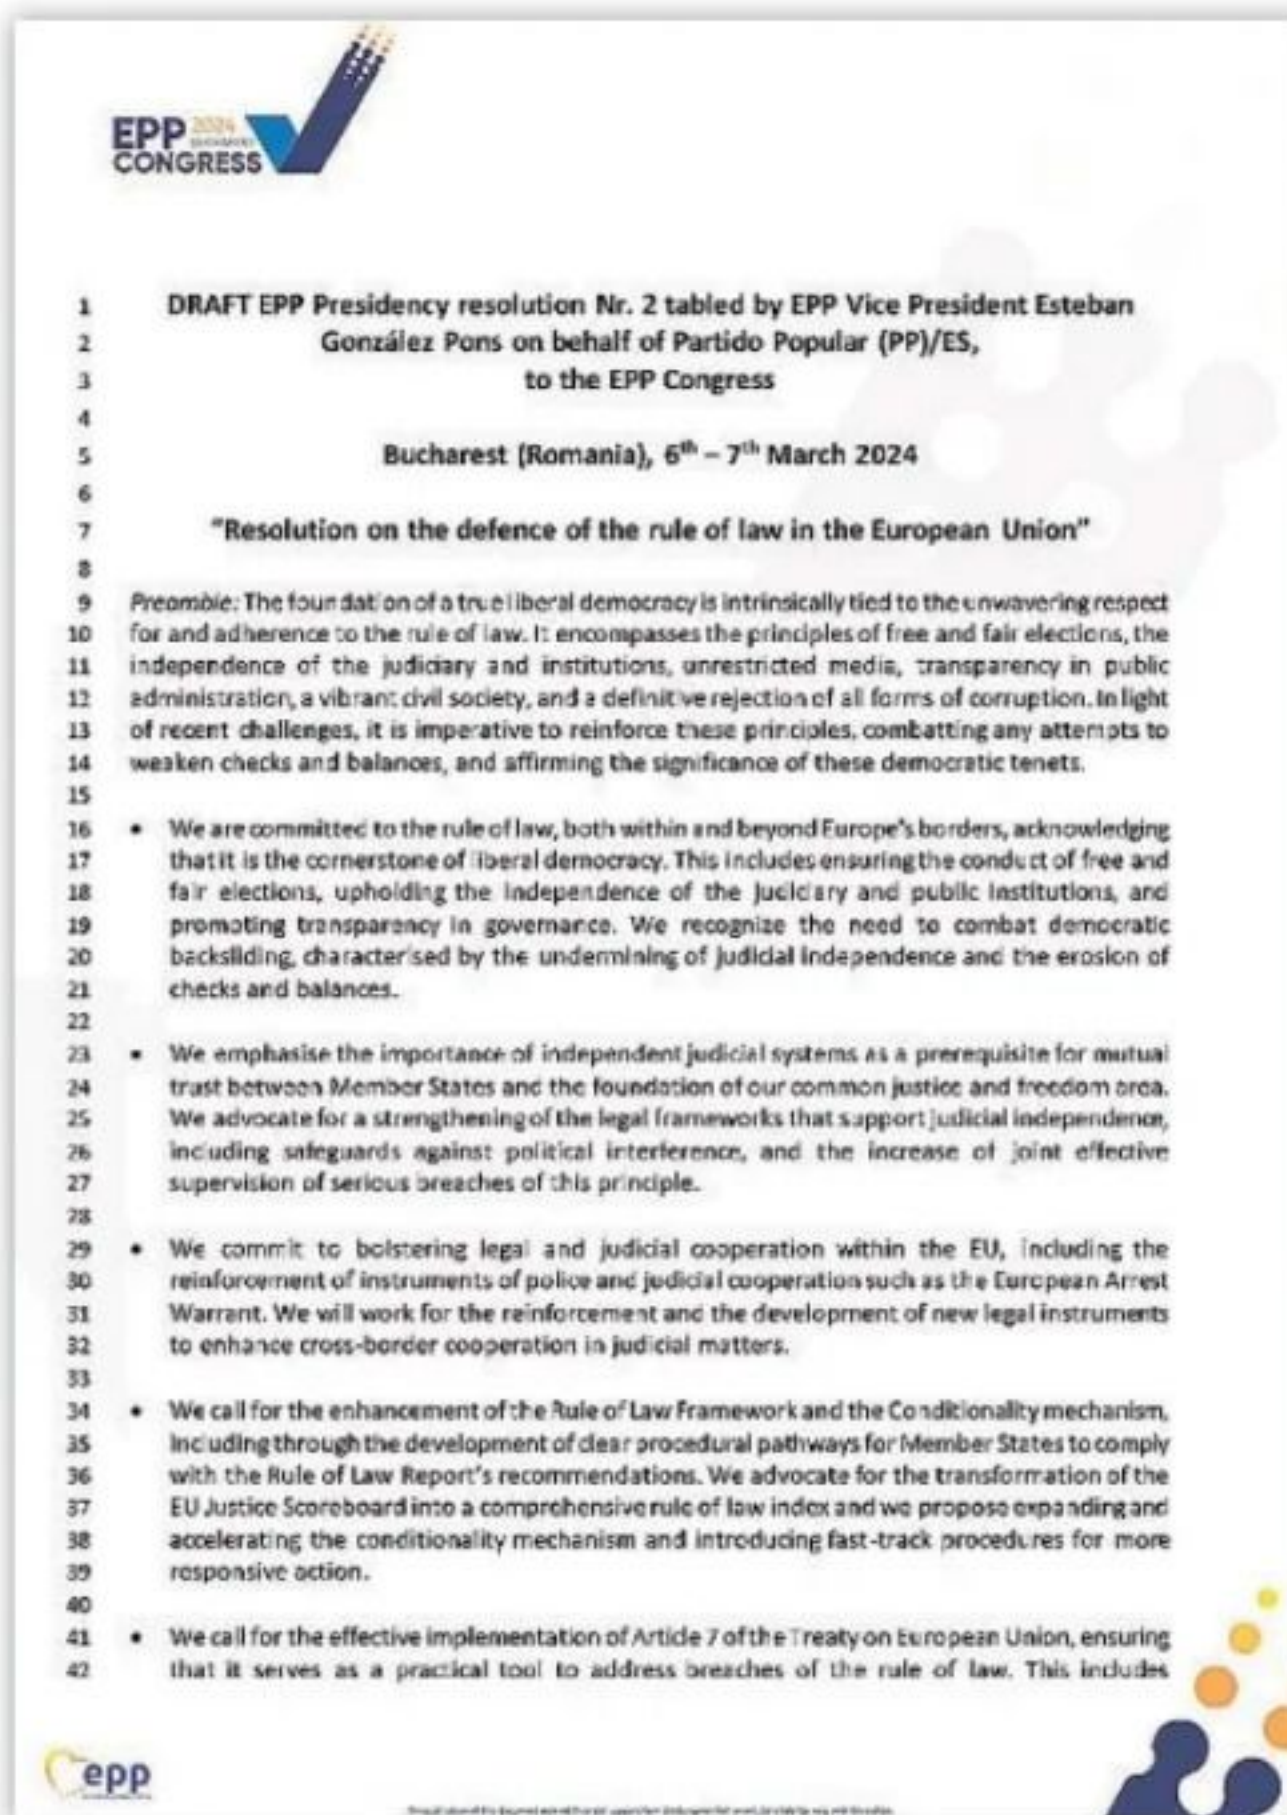 EPP 2024
CONGRESS
1 DRAFT EPP Presidency resolution Nr. 2 tabled by EPP Vice President Esteban
2 González Pons on behalf of Partido Popular (PP)/ES,
3 to the EPP Congress
4
5 Bucharest (Romania), 6th – 7th March 2024
6
7 "Resolution on the defence of the rule of law in the European Union"
8
9 Preamble: The foundation of a true liberal democracy is intrinsically tied to the unwavering respect
10 for and adherence to the rule of law. It encompasses the principles of free and fair elections, the
11 independence of the judiciary and institutions, unrestricted media, transparency in public
12 administration, a vibrant civil society, and a definitive rejection of all forms of corruption. In light
13 of recent challenges, it is imperative to reinforce these principles, combatting any attempts to
14 weaken checks and balances, and affirming the significance of these democratic tenets.
15
16 • We are committed to the rule of law, both within and beyond Europe's borders, acknowledging
17 that it is the cornerstone of liberal democracy. This includes ensuring the conduct of free and
18 fair elections, upholding the independence of the judiciary and public institutions, and
19 promoting transparency in governance. We recognize the need to combat democratic
20 backsliding, characterised by the undermining of judicial independence and the erosion of
21 checks and balances.
22
23 • We emphasise the importance of independent judicial systems as a prerequisite for mutual
24 trust between Member States and the foundation of our common justice and freedom area.
25 We advocate for a strengthening of the legal frameworks that support judicial independence,
26 including safeguards against political interference, and the increase of joint effective
27 supervision of serious breaches of this principle.
28
29 • We commit to bolstering legal and judicial cooperation within the EU, including the
30 reinforcement of instruments of police and judicial cooperation such as the European Arrest
31 Warrant. We will work for the reinforcement and the development of new legal instruments
32 to enhance cross-border cooperation in judicial matters.
33
34 • We call for the enhancement of the Rule of Law Framework and the Conditionality mechanism,
35 including through the development of clear procedural pathways for Member States to comply
36 with the Rule of Law Report's recommendations. We advocate for the transformation of the
37 EU Justice Scoreboard into a comprehensive rule of law index and we propose expanding and
38 accelerating the conditionality mechanism and introducing fast-track procedures for more
39 responsive action.
40
41 • We call for the effective implementation of Article 7 of the Treaty on European Union, ensuring
42 that it serves as a practical tool to address breaches of the rule of law. This includes
epp